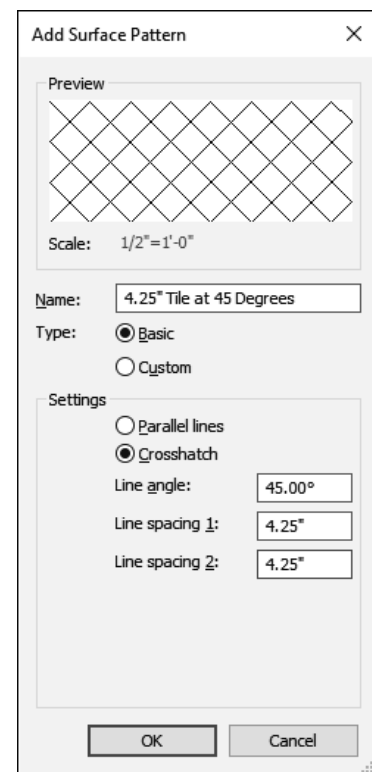 Add Surface Pattern
Preview
Scale: 1/2"=1'-0"
Name: 4.25" Tile at 45 Degrees
Type: Basic
Custom
Settings
Parallel lines
Crosshatch
Line angle: 45.00°
Line spacing 1: 4.25"
Line spacing 2: 4.25"
OK Cancel